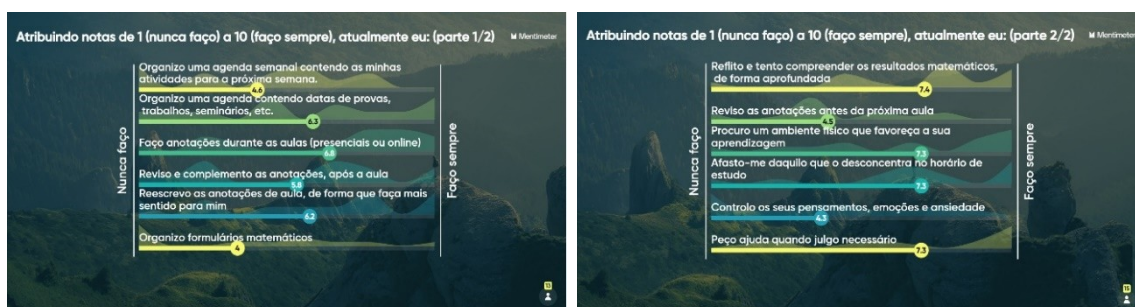 Atribuindo notas de 1 (nunca faço) a 10 (faço sempre), atualmente eu: (parte 1/2)
Mentimeter
Nunca faço
Organizo uma agenda semanal contendo as minhas
atividades para a próxima semana.
4.6
Organizo uma agenda contendo datas de provas,
trabalhos, seminários, etc.
6.3
Faço anotações durante as aulas (presenciais ou online)
6.8
Reviso e complemento as anotações, após a aula
5.8
Reescrevo as anotações de aula, de forma que faça mais
sentido para mim
6.2
Organizo formulários matemáticos
4
Faço sempre
Atribuindo notas de 1 (nunca faço) a 10 (faço sempre), atualmente eu: (parte 2/2)
Mentimeter
Nunca faço
Reflito e tento compreender os resultados matemáticos,
de forma aprofundada
7.4
Reviso as anotações antes da próxima aula
4.5
Procuro um ambiente físico que favoreça a sua
aprendizagem
7.3
Afasto-me daquilo que o desconcentra no horário de
estudo
7.3
Controlo os seus pensamentos, emoções e ansiedade
4.3
Peço ajuda quando julgo necessário
7.3
Faço sempre
15